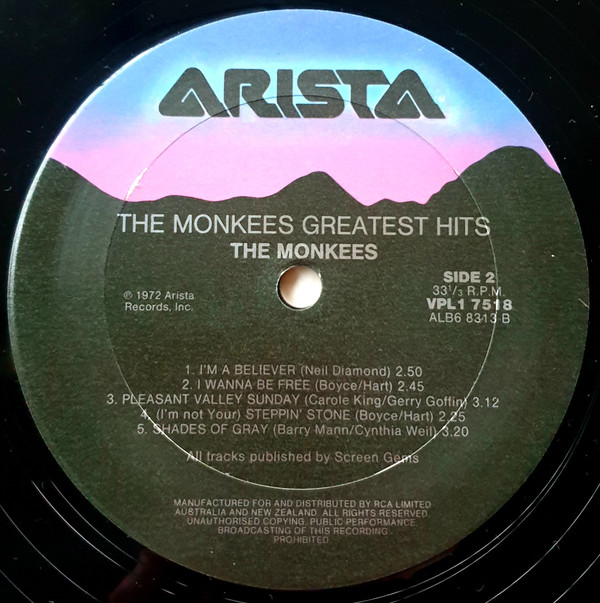 ARISTA
THE MONKEES GREATEST HITS
THE MONKEES
SIDE 2
33⅓ R.P.M.
VPL1 7518
ALB6 8313 B
℗ 1972 Arista
Records, Inc.
1. I'M A BELIEVER (Neil Diamond) 2.50
2. I WANNA BE FREE (Boyce/Hart) 2.45
3. PLEASANT VALLEY SUNDAY (Carole King/Gerry Goffin) 3.12
4. (I'm not Your) STEPPIN' STONE (Boyce/Hart) 2.25
5. SHADES OF GRAY (Barry Mann/Cynthia Weil) 3.20
All tracks published by Screen Gems
MANUFACTURED FOR AND DISTRIBUTED BY RCA LIMITED
AUSTRALIA AND NEW ZEALAND. ALL RIGHTS RESERVED.
UNAUTHORISED COPYING, PUBLIC PERFORMANCE,
BROADCASTING OF THIS RECORDING
PROHIBITED.